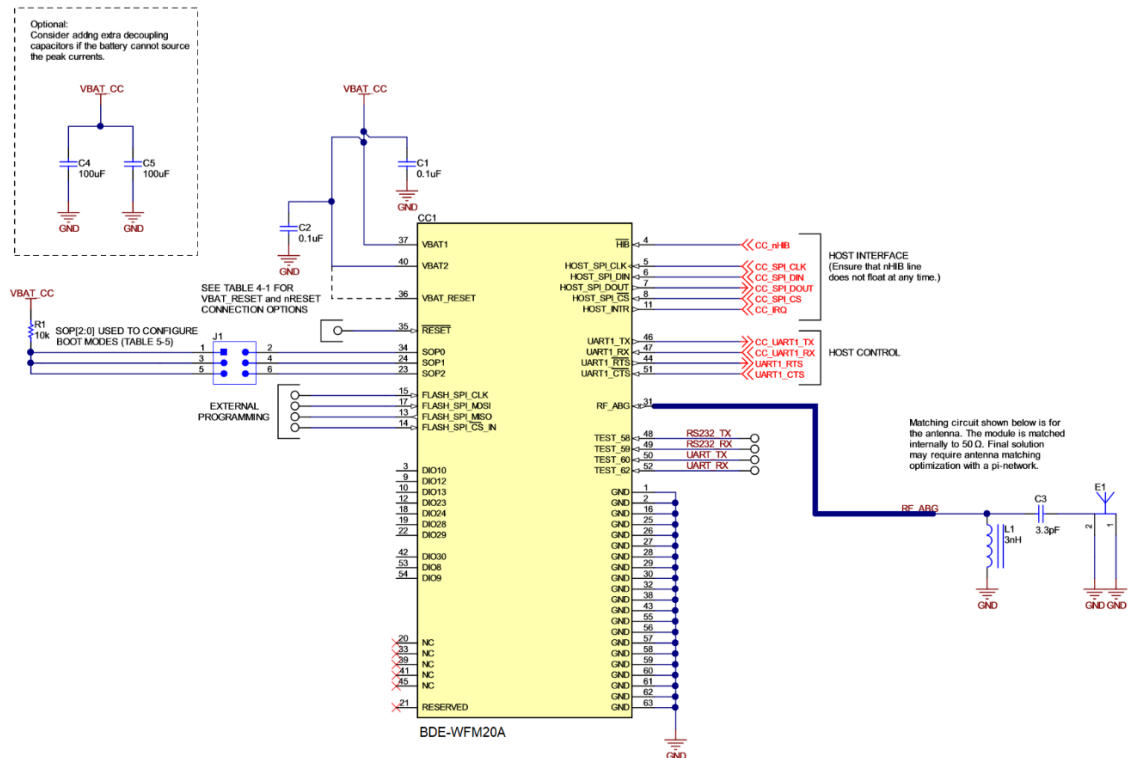 Optional:
Consider addng extra decoupling
capacitors if the battery cannot source
the peak currents.
VBAT_CC
C4
100uF
C5
100uF
GND
GND
VBAT_CC
C1
0.1uF
GND
C2
0.1uF
GND
CC1
37 VBAT1
40 VBAT2
36 VBAT_RESET
SEE TABLE 4-1 FOR
VBAT_RESET and nRESET
CONNECTION OPTIONS
35 RESET
VBAT_CC
R1
10k
SOP[2:0] USED TO CONFIGURE
BOOT MODES (TABLE 5-5)
J1
1 2 34 SOP0
3 4 24 SOP1
5 6 23 SOP2
EXTERNAL
PROGRAMMING
15 FLASH_SPI_CLK
17 FLASH_SPI_MOSI
13 FLASH_SPI_MISO
14 FLASH_SPI_CS_IN
3 DIO10
9 DIO12
10 DIO13
12 DIO23
18 DIO24
19 DIO28
22 DIO29
42 DIO30
53 DIO8
54 DIO9
20 NC
33 NC
39 NC
41 NC
45 NC
21 RESERVED
BDE-WFM20A
HIB 4 CC_nHIB
HOST_SPI_CLK 5 CC_SPI_CLK
HOST_SPI_DIN 6 CC_SPI_DIN
HOST_SPI_DOUT 7 CC_SPI_DOUT
HOST_SPI_CS 8 CC_SPI_CS
HOST_INTR 11 CC_IRQ
HOST INTERFACE
(Ensure that nHIB line
does not float at any time.)
UART1_TX 46 CC_UART1_TX
UART1_RX 47 CC_UART1_RX
UART1_RTS 44 UART1_RTS
UART1_CTS 51 UART1_CTS
HOST CONTROL
RF_ABG 31
TEST_58 48 RS232_TX
TEST_59 49 RS232_RX
TEST_60 50 UART_TX
TEST_62 52 UART_RX
GND 1
GND 2
GND 16
GND 25
GND 26
GND 27
GND 28
GND 29
GND 30
GND 32
GND 38
GND 43
GND 55
GND 56
GND 57
GND 58
GND 59
GND 60
GND 61
GND 62
GND 63
GND
Matching circuit shown below is for
the antenna. The module is matched
internally to 50 Ω. Final solution
may require antenna matching
optimization with a pi-network.
RF_ABG
L1
3nH
GND
C3
3.3pF
E1
2
1
GND
GND